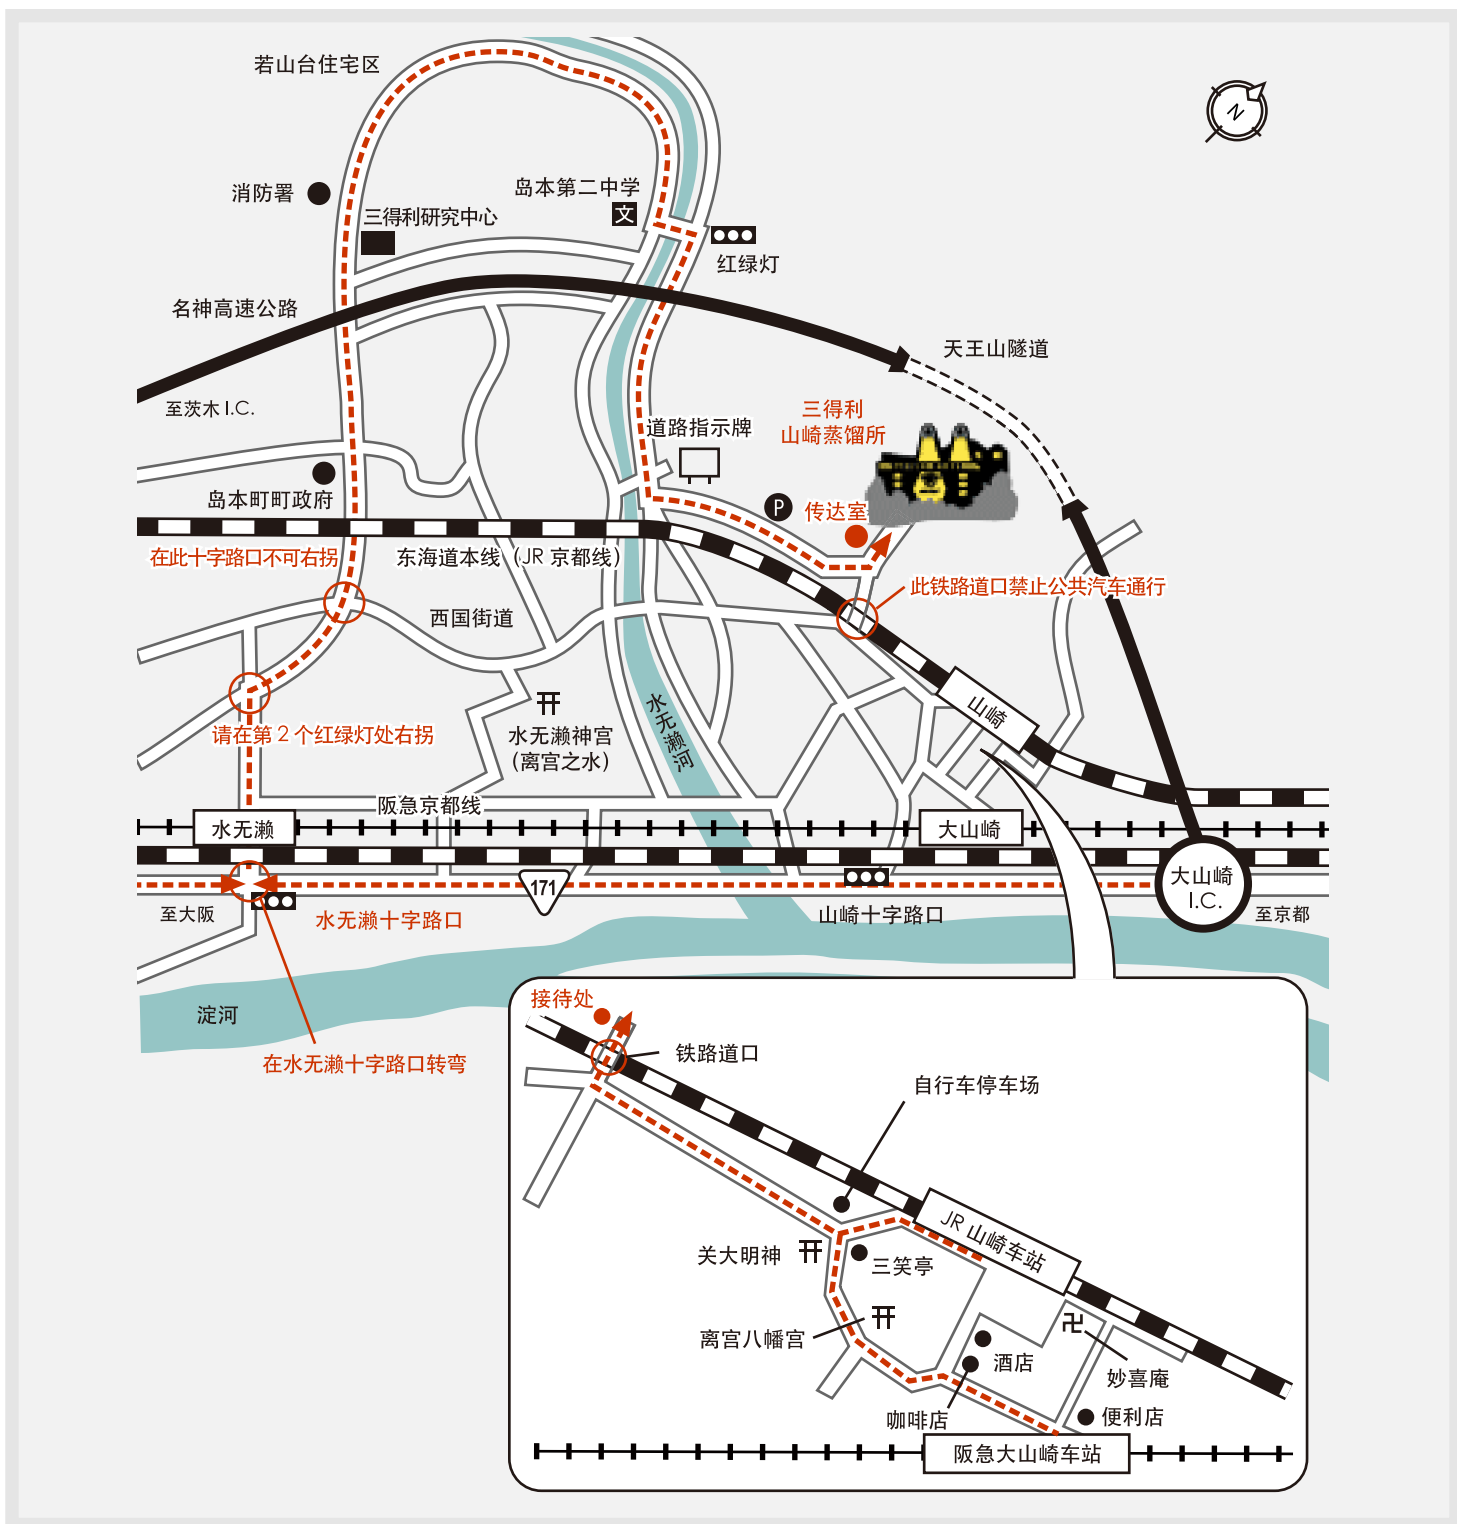 若山台住宅区
N
消防署
岛本第二中学
文
三得利研究中心
红绿灯
名神高速公路
天王山隧道
至茨木 I.C.
三得利
山崎蒸馏所
道路指示牌
岛本町町政府
P
传达室
在此十字路口不可右拐
东海道本线（JR 京都线）
此铁路道口禁止公共汽车通行
西国街道
水无濑河
山崎
请在第 2 个红绿灯处右拐
水无濑神宫
(离宫之水)
阪急京都线
水无濑
大山崎
171
大山崎
I.C.
至大阪
水无濑十字路口
山崎十字路口
至京都
淀河
在水无濑十字路口转弯
接待处
铁路道口
自行车停车场
JR 山崎车站
关大明神
三笑亭
离宫八幡宫
卍
酒店
妙喜庵
咖啡店
便利店
阪急大山崎车站